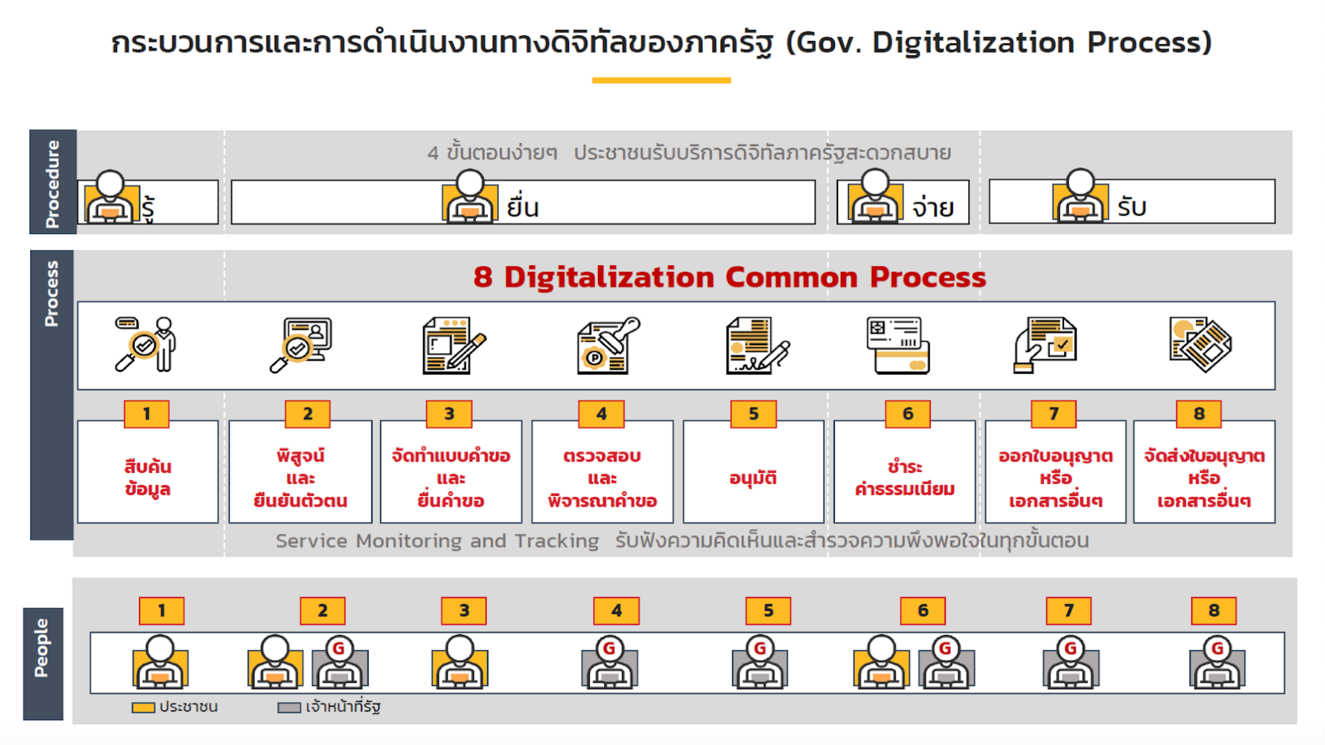 กระบวนการและการดำเนินงานทางดิจิทัลของภาครัฐ (Gov. Digitalization Process)
Procedure
4 ขั้นตอนง่ายๆ ประชาชนรับบริการดิจิทัลภาครัฐสะดวกสบาย
รู้
ยื่น
จ่าย
รับ
Process
8 Digitalization Common Process
P
1
สืบค้น
ข้อมูล
2
พิสูจน์
และ
ยืนยันตัวตน
3
จัดทำแบบคำขอ
และ
ยื่นคำขอ
4
ตรวจสอบ
และ
พิจารณาคำขอ
5
อนุมัติ
6
ชำระ
ค่าธรรมเนียม
7
ออกใบอนุญาต
หรือ
เอกสารอื่นๆ
8
จัดส่งใบอนุญาต
หรือ
เอกสารอื่นๆ
Service Monitoring and Tracking รับฟังความคิดเห็นและสำรวจความพึงพอใจในทุกขั้นตอน
People
1 2 3 4 5 6 7 8
G G G G G G
ประชาชน เจ้าหน้าที่รัฐ